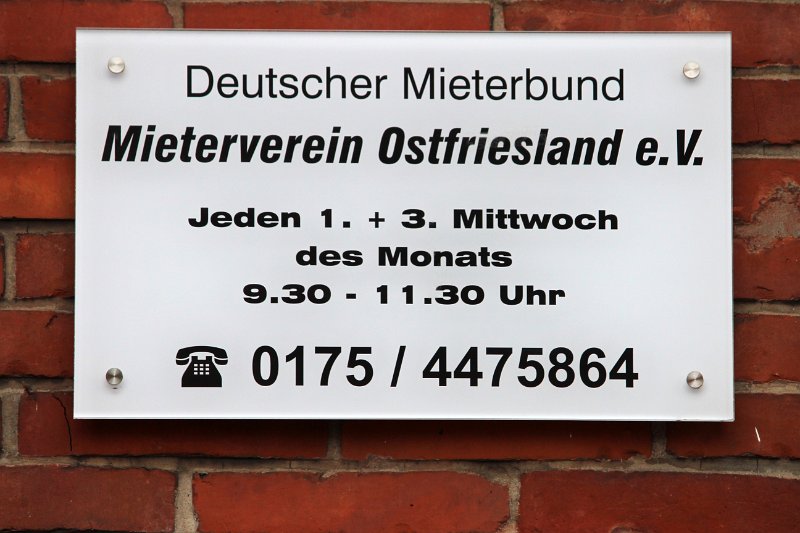 Deutscher Mieterbund
Mieterverein Ostfriesland e.V.
Jeden 1. + 3. Mittwoch
des Monats
9.30 - 11.30 Uhr
☎ 0175 / 4475864